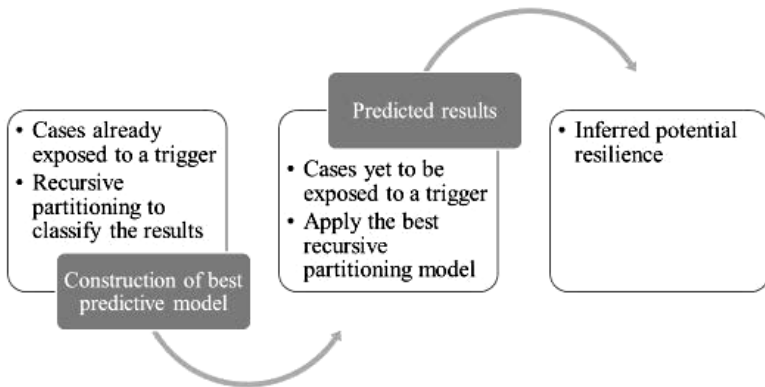 • Cases already
exposed to a trigger
• Recursive
partitioning to
classify the results
Construction of best
predictive model
Predicted results
• Cases yet to be
exposed to a trigger
• Apply the best
recursive
partitioning model
• Inferred potential
resilience